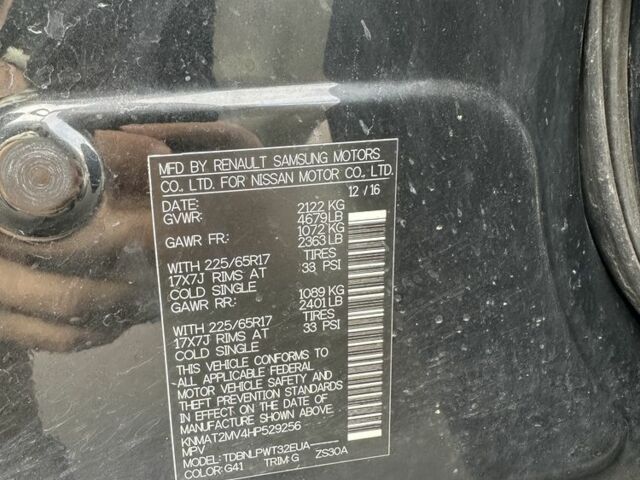 MFD BY RENAULT SAMSUNG MOTORS
CO. LTD. FOR NISSAN MOTOR CO., LTD.
DATE: 12 / 16
GVWR: 2122 KG
4679 LB
GAWR FR: 1072 KG
2363 LB
WITH 225/65R17 TIRES
17X7J RIMS AT 33 PSI
COLD SINGLE
GAWR RR: 1089 KG
2401 LB
WITH 225/65R17 TIRES
17X7J RIMS AT 33 PSI
COLD SINGLE
THIS VEHICLE CONFORMS TO
ALL APPLICABLE FEDERAL
MOTOR VEHICLE SAFETY AND
THEFT PREVENTION STANDARDS
IN EFFECT ON THE DATE OF
MANUFACTURE SHOWN ABOVE.
KNMAT2MV4HP529256
MPV
MODEL: TDBNLPWT32EUA-----
COLOR: G41 TRIM: G ZS30A